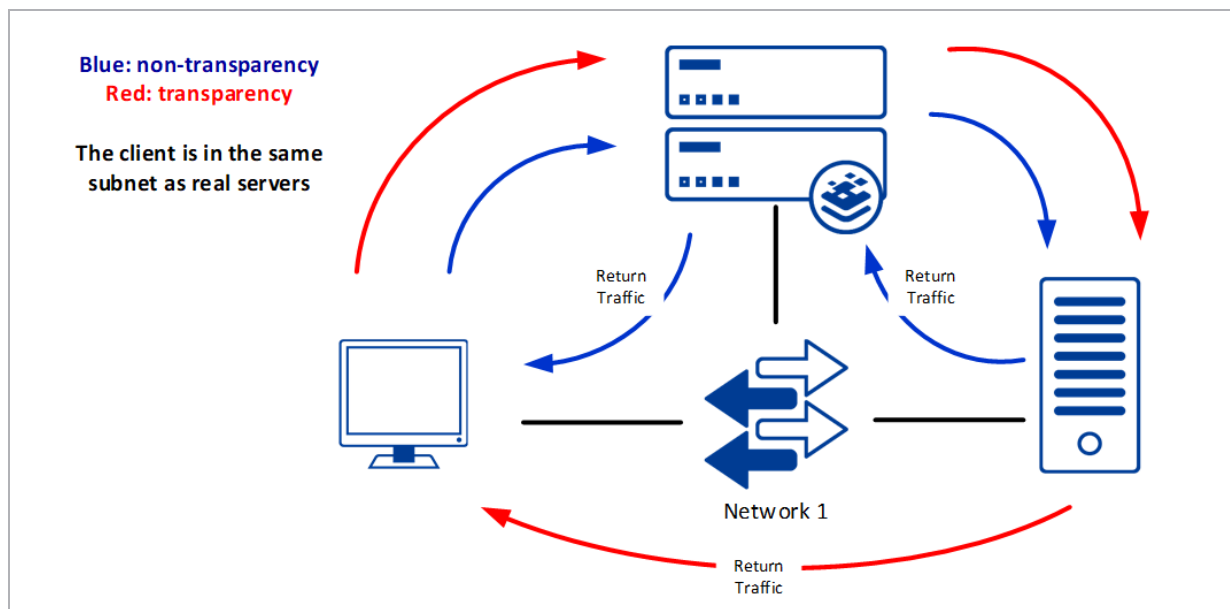 Blue: non-transparency
Red: transparency
The client is in the same
subnet as real servers
Return
Traffic
Return
Traffic
Network 1
Return
Traffic